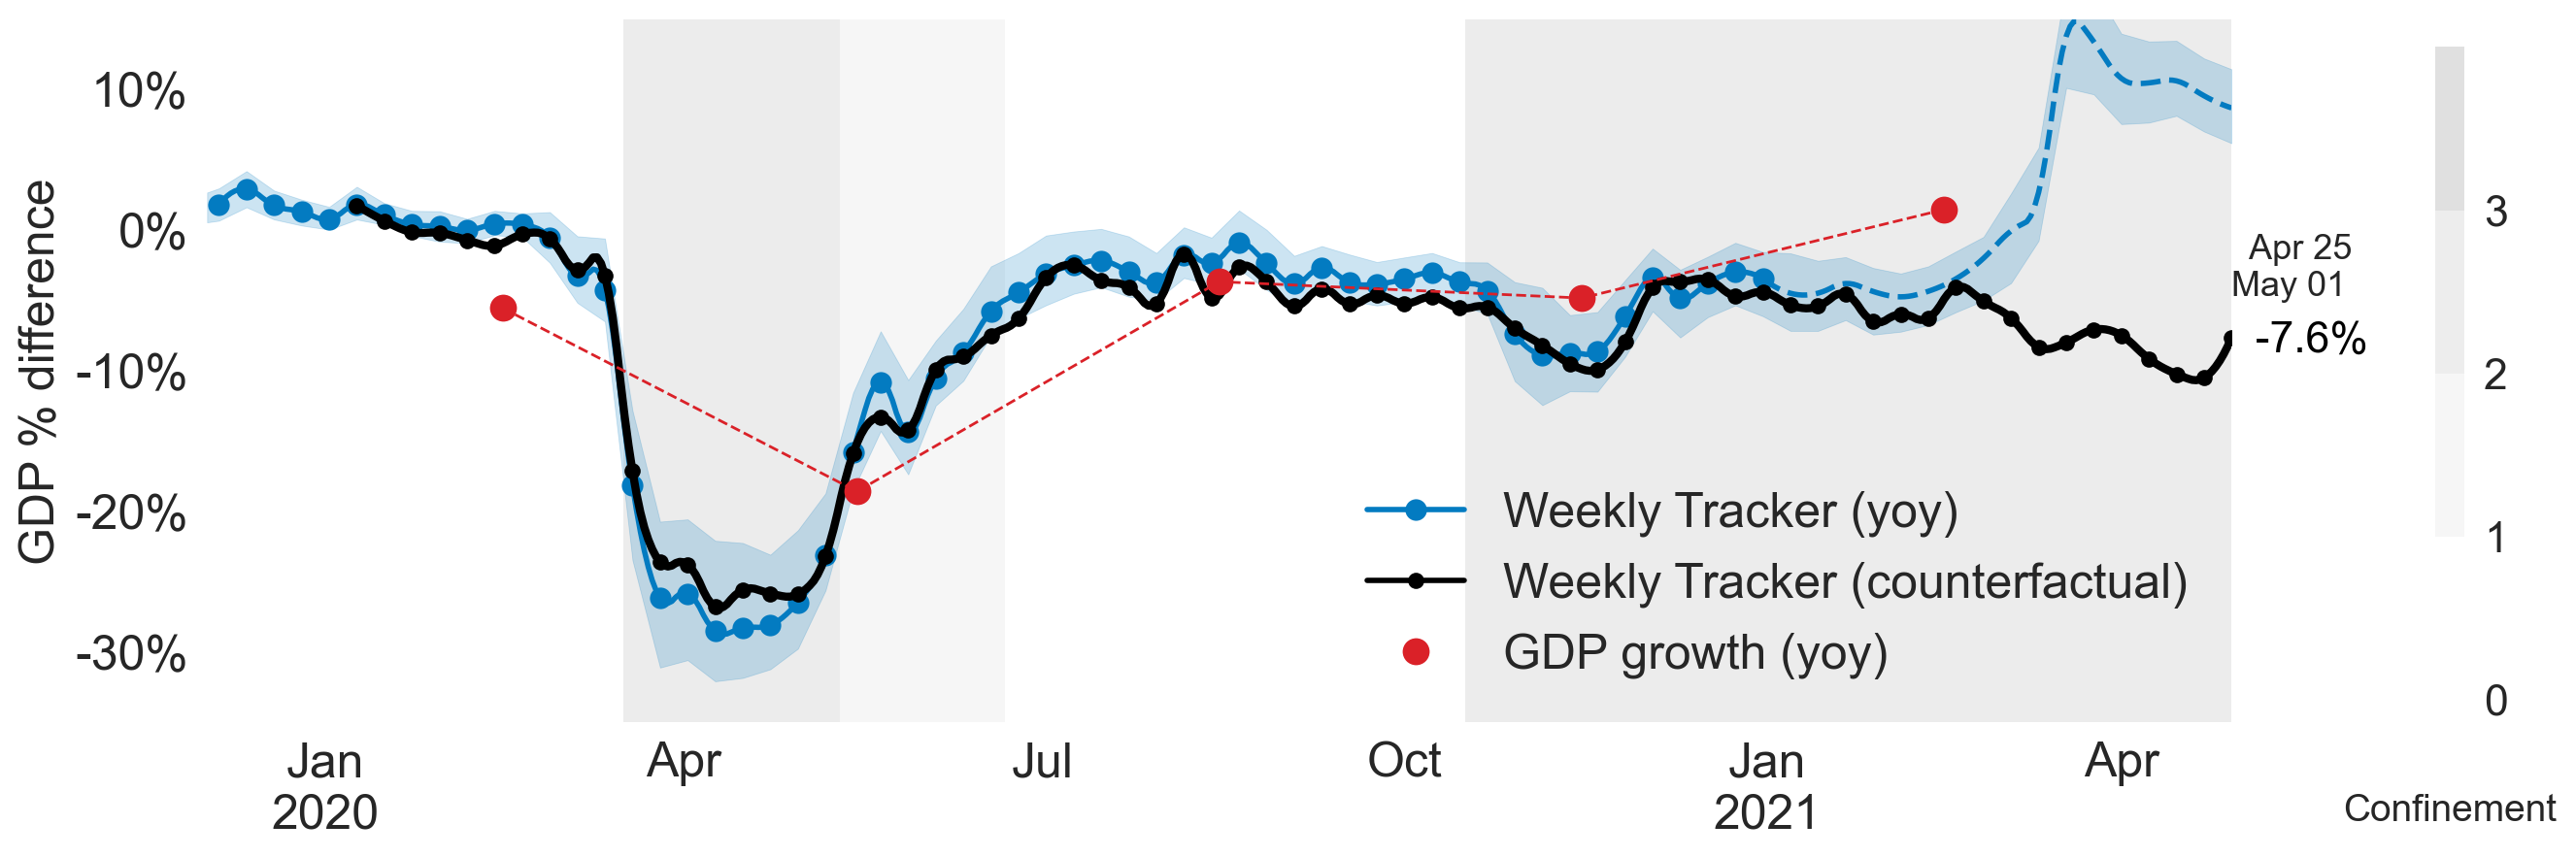 GDP % difference
10%
0%
-10%
-20%
-30%
Jan
2020
Apr
Jul
Oct
Jan
2021
Apr
Weekly Tracker (yoy)
Weekly Tracker (counterfactual)
GDP growth (yoy)
Apr 25
May 01
-7.6%
3
2
1
0
Confinement